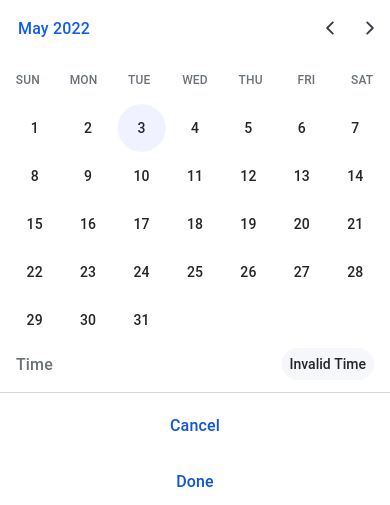 May 2022
SUN MON TUE WED THU FRI SAT
1 2 3 4 5 6 7
8 9 10 11 12 13 14
15 16 17 18 19 20 21
22 23 24 25 26 27 28
29 30 31
Time Invalid Time
Cancel
Done